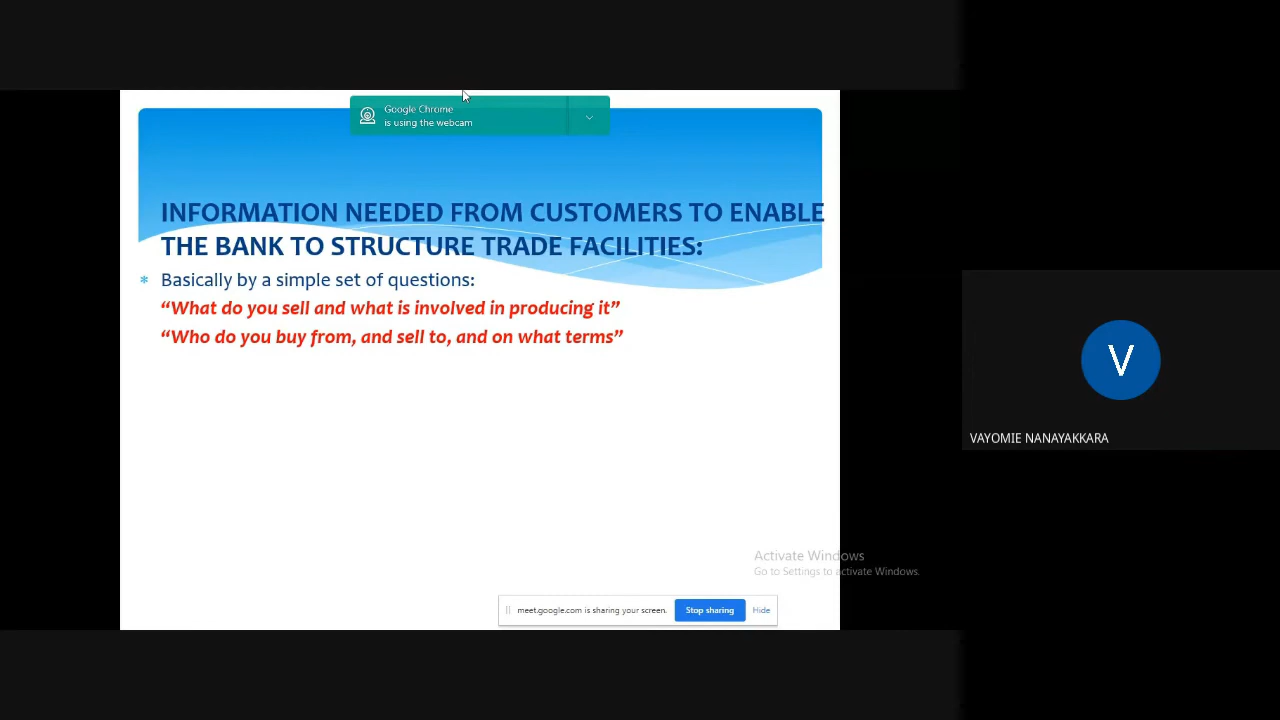 Google Chrome
is using the webcam
INFORMATION NEEDED FROM CUSTOMERS TO ENABLE
THE BANK TO STRUCTURE TRADE FACILITIES:
* Basically by a simple set of questions:
“What do you sell and what is involved in producing it”
“Who do you buy from, and sell to, and on what terms”
V
VAYOMIE NANAYAKKARA
Activate Windows
Go to Settings to activate Windows.
meet.google.com is sharing your screen. Stop sharing Hide